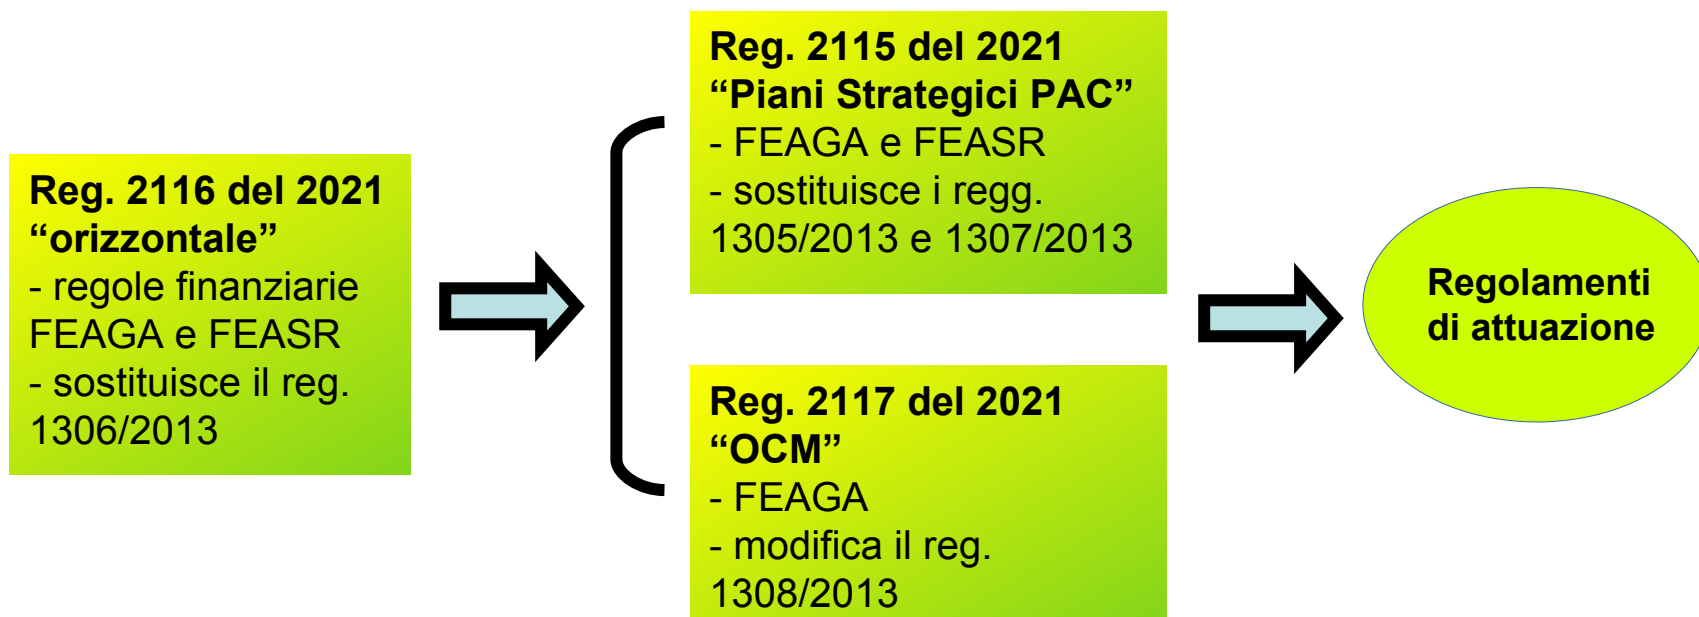 Reg. 2116 del 2021
“orizzontale”
- regole finanziarie
FEAGA e FEASR
- sostituisce il reg.
1306/2013
Reg. 2115 del 2021
“Piani Strategici PAC”
- FEAGA e FEASR
- sostituisce i regg.
1305/2013 e 1307/2013
Reg. 2117 del 2021
“OCM”
- FEAGA
- modifica il reg.
1308/2013
Regolamenti
di attuazione